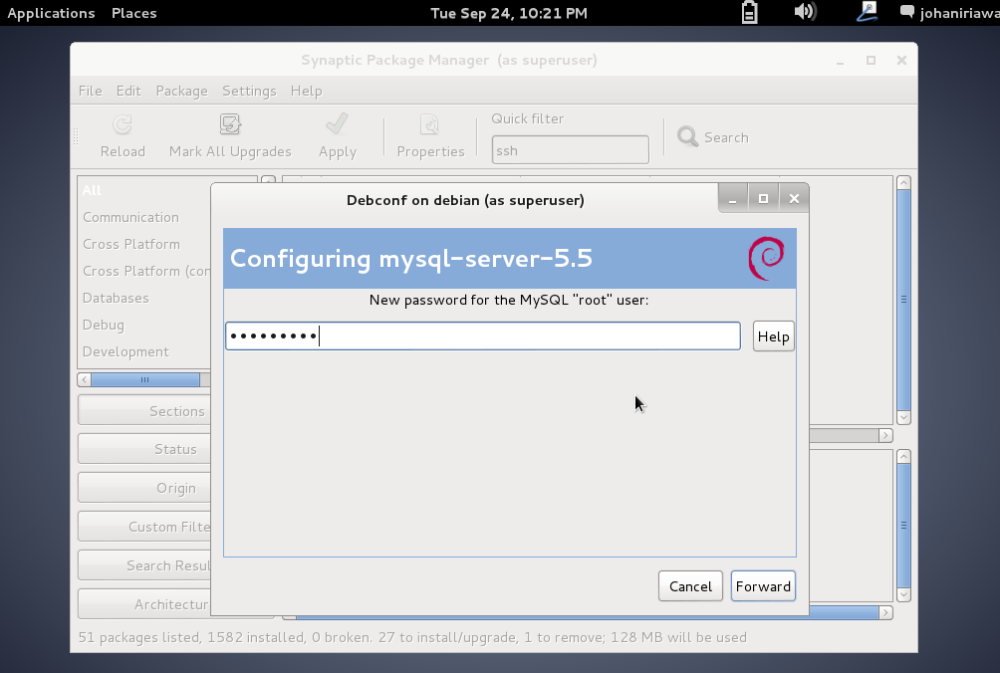 Applications Places Tue Sep 24, 10:21 PM johaniriawa
Synaptic Package Manager (as superuser)
File Edit Package Settings Help
Reload Mark All Upgrades Apply Properties Quick filter Search
ssh
All
Communication
Cross Platform
Cross Platform (con
Databases
Debug
Development
Sections
Status
Origin
Custom Filte
Search Resul
Architectur
Debconf on debian (as superuser)
Configuring mysql-server-5.5
New password for the MySQL "root" user:
•••••••••
Help
Cancel Forward
51 packages listed, 1582 installed, 0 broken. 27 to install/upgrade, 1 to remove; 128 MB will be used